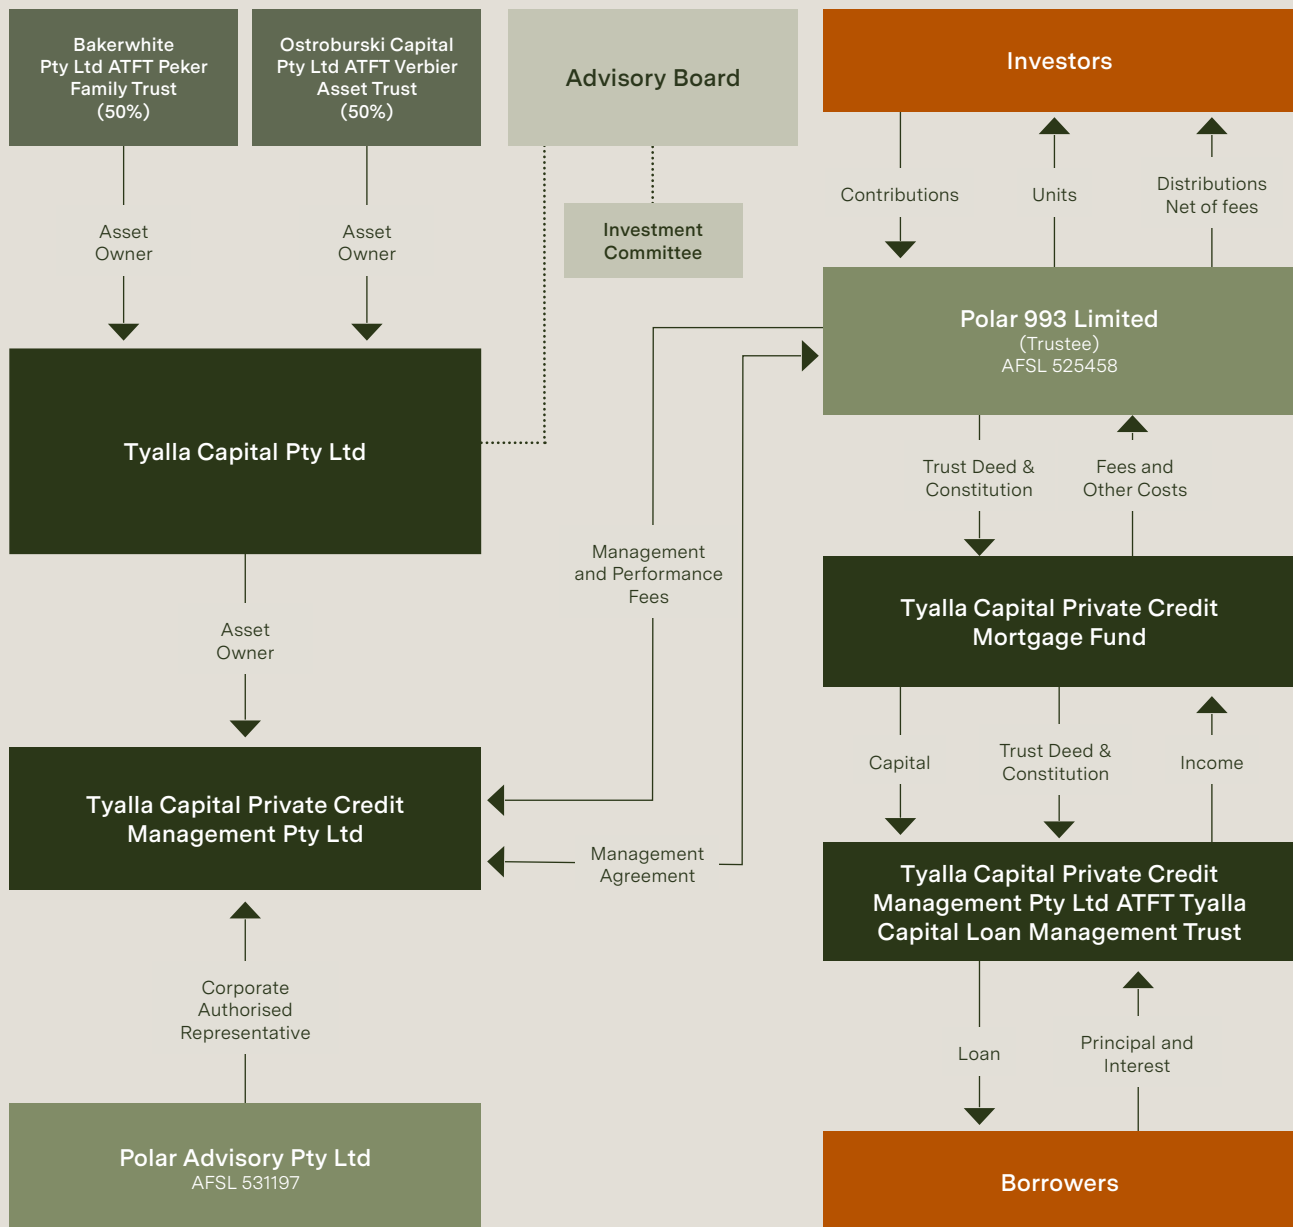 Bakerwhite
Pty Ltd ATFT Peker
Family Trust
(50%)
Ostroburski Capital
Pty Ltd ATFT Verbier
Asset Trust
(50%)
Advisory Board
Investors
Contributions
Units
Distributions
Net of fees
Asset
Owner
Asset
Owner
Investment
Committee
Polar 993 Limited
(Trustee)
AFSL 525458
Tyalla Capital Pty Ltd
Trust Deed &
Constitution
Fees and
Other Costs
Management
and Performance
Fees
Tyalla Capital Private Credit
Mortgage Fund
Asset
Owner
Capital
Trust Deed &
Constitution
Income
Tyalla Capital Private Credit
Management Pty Ltd
Management
Agreement
Tyalla Capital Private Credit
Management Pty Ltd ATFT Tyalla
Capital Loan Management Trust
Corporate
Authorised
Representative
Loan
Principal and
Interest
Polar Advisory Pty Ltd
AFSL 531197
Borrowers